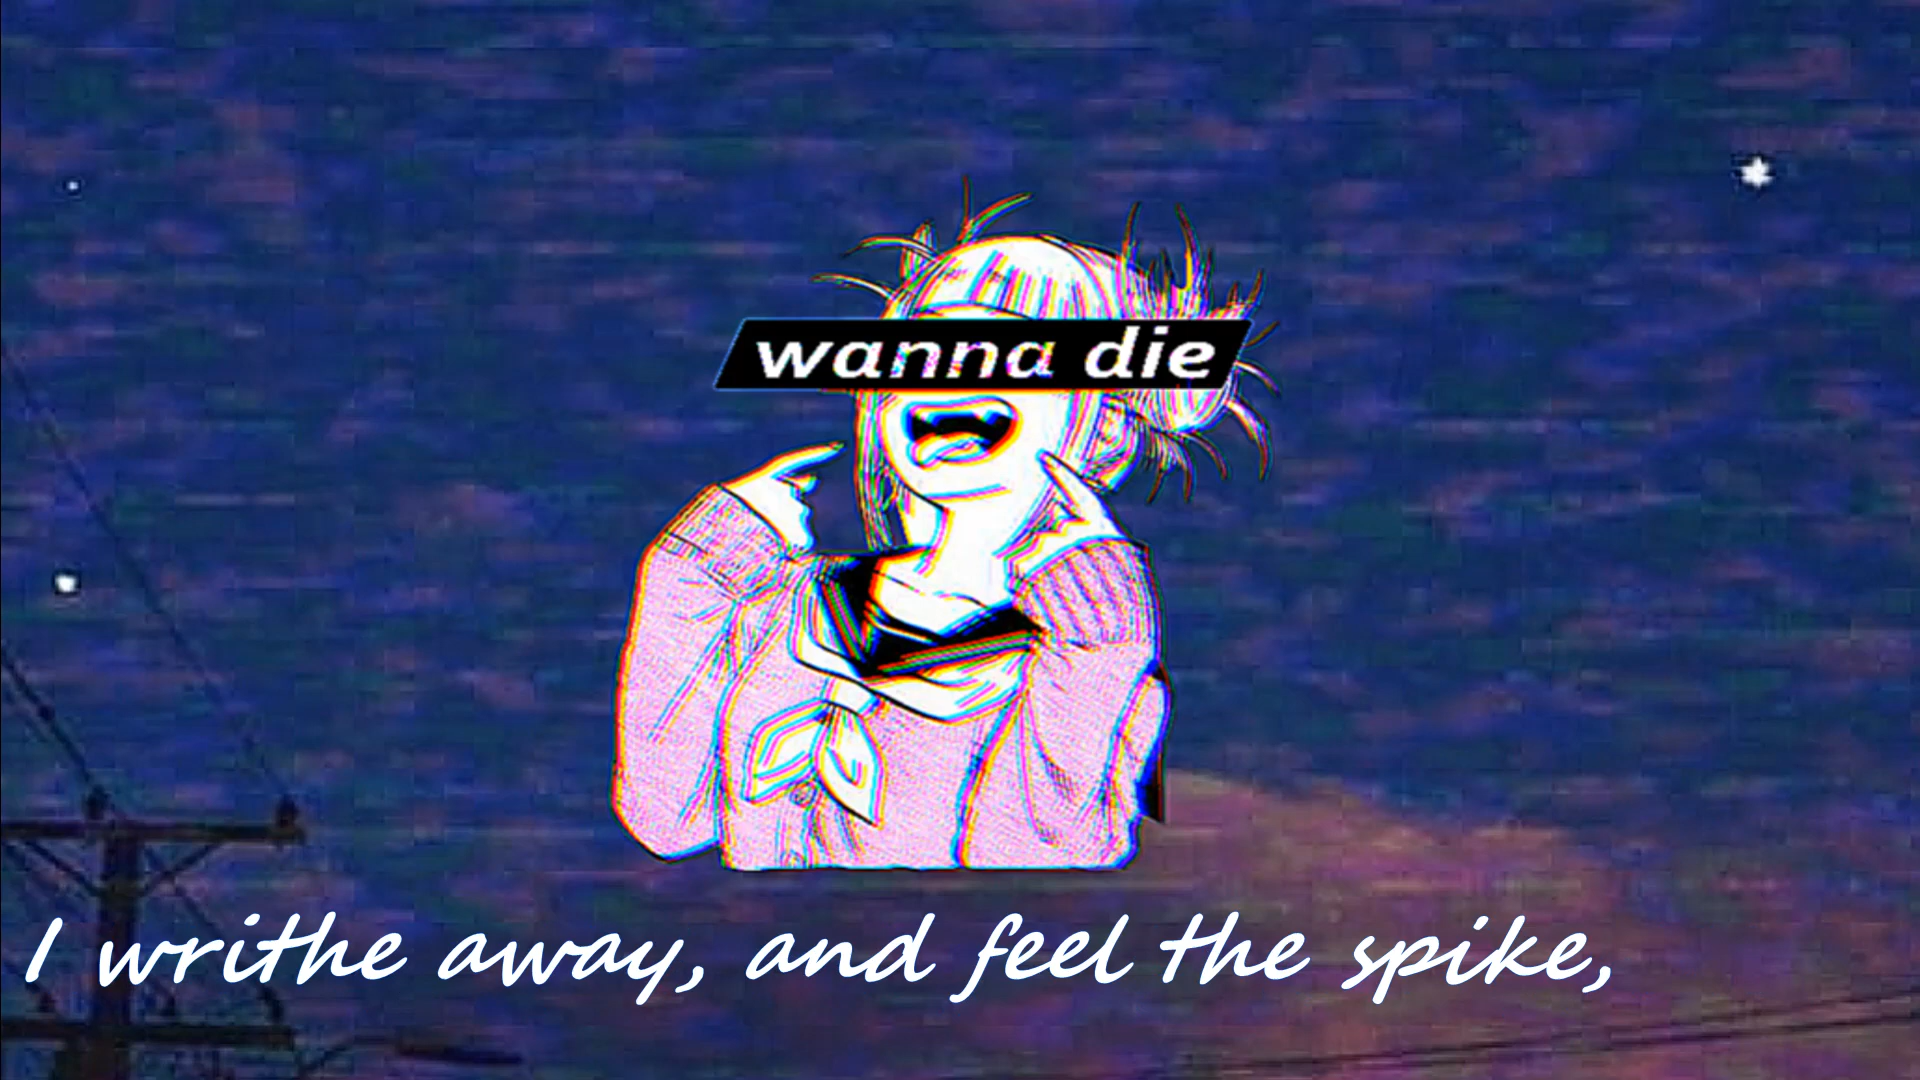 wanna die
I writhe away, and feel the spike,